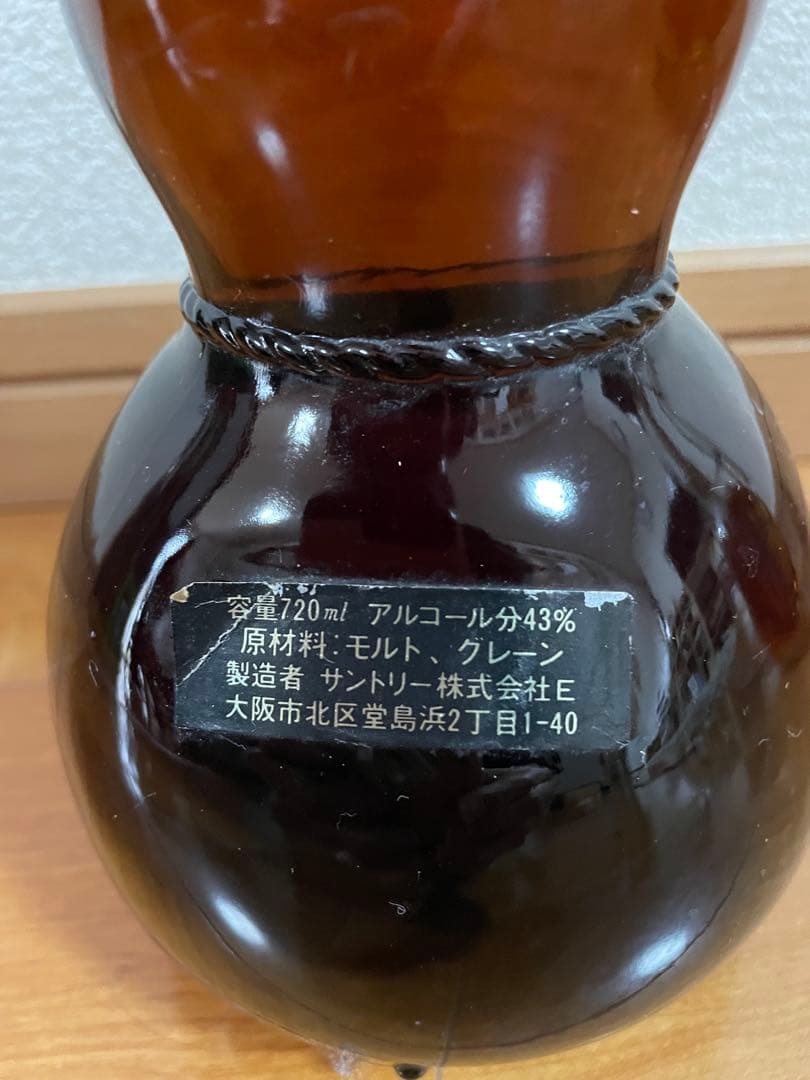 容量720ml アルコール分43%
原材料:モルト、グレーン
製造者 サントリー株式会社E
大阪市北区堂島浜2丁目1-40